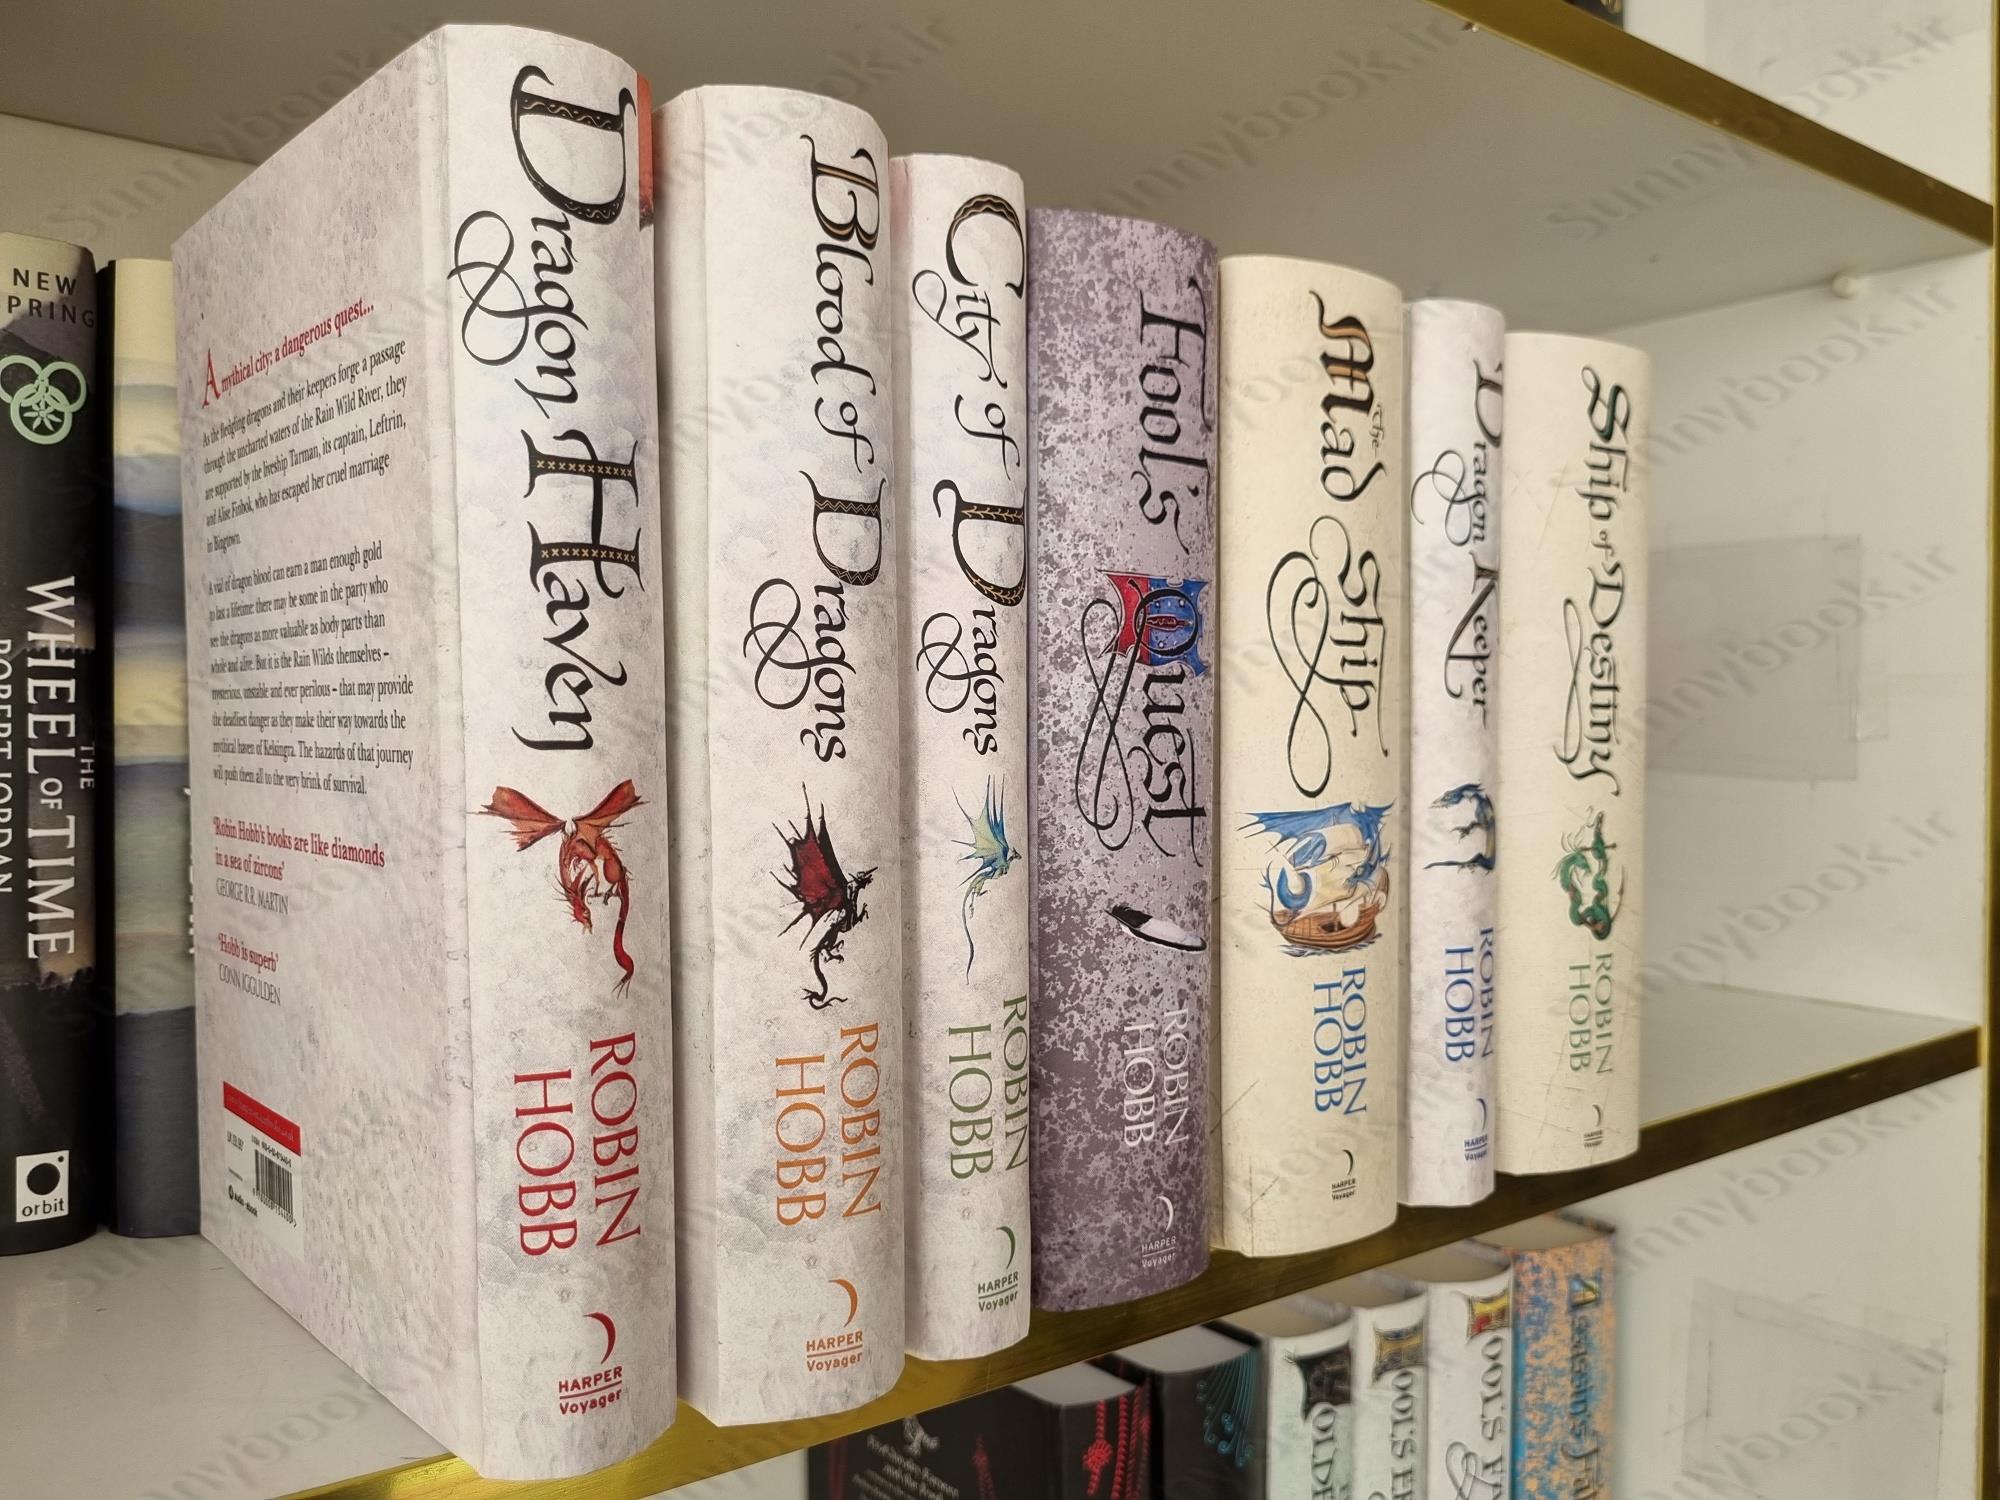 NEW
PRING
THE
WHEEL OF TIME
ROBERT JORDAN
orbit
A mythical city: a dangerous quest...
As the fledgling dragons and their keepers forge a passage
through the uncharted waters of the Rain Wild River, they
are supported by the liveship Tarman, its captain, Leftrin,
and Alise Finbok, who has escaped her cruel marriage
in Bingtown.
A vial of dragon blood can earn a man enough gold
to last a lifetime: there may be some in the party who
see the dragons as more valuable as body parts than
whole and alive. But it is the Rain Wilds themselves –
mysterious, unstable and ever perilous – that may provide
the deadliest danger as they make their way towards the
mythical haven of Kelsingra. The hazards of that journey
will push them all to the very brink of survival.
'Robin Hobb's books are like diamonds
in a sea of zircons'
GEORGE R.R. MARTIN
'Hobb is superb'
CONN IGGULDEN
Dragon Haven
ROBIN
HOBB
HARPER
Voyager
Blood of Dragons
ROBIN
HOBB
HARPER
Voyager
City of Dragons
ROBIN
HOBB
HARPER
Voyager
Fool's Quest
ROBIN
HOBB
HARPER
Voyager
The
Mad Ship
ROBIN
HOBB
HARPER
Voyager
Dragon Keeper
ROBIN
HOBB
HARPER
Voyager
Ship of Destiny
ROBIN
HOBB
HARPER
Voyager
OOL'S
Assassin's
sunnybook.ir